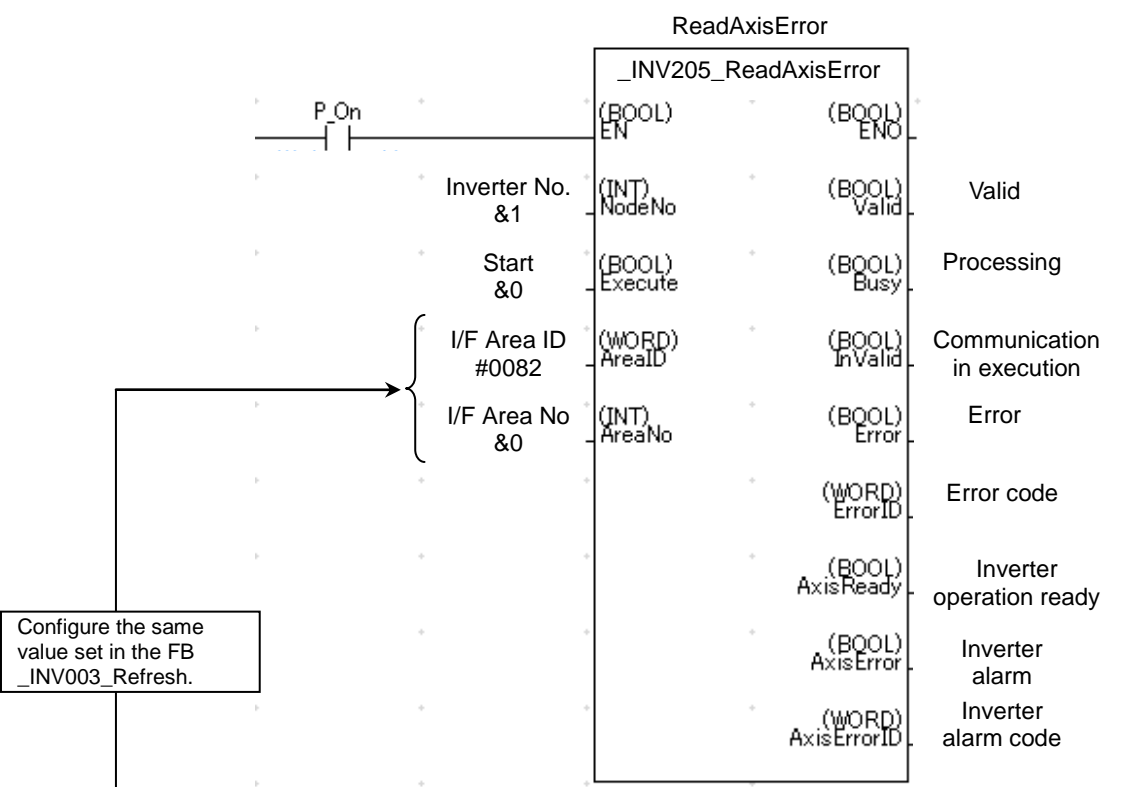 ReadAxisError
_INV205_ReadAxisError
P_On
(BOOL)
EN
(BOOL)
ENO
Inverter No.
&1
(INT)
NodeNo
(BOOL)
Valid
Valid
Start
&0
(BOOL)
Execute
(BOOL)
Busy
Processing
I/F Area ID
#0082
(WORD)
AreaID
(BOOL)
InValid
Communication
in execution
I/F Area No
&0
(INT)
AreaNo
(BOOL)
Error
Error
(WORD)
ErrorID
Error code
(BOOL)
AxisReady
Inverter
operation ready
Configure the same
value set in the FB
_INV003_Refresh.
(BOOL)
AxisError
Inverter
alarm
(WORD)
AxisErrorID
Inverter
alarm code